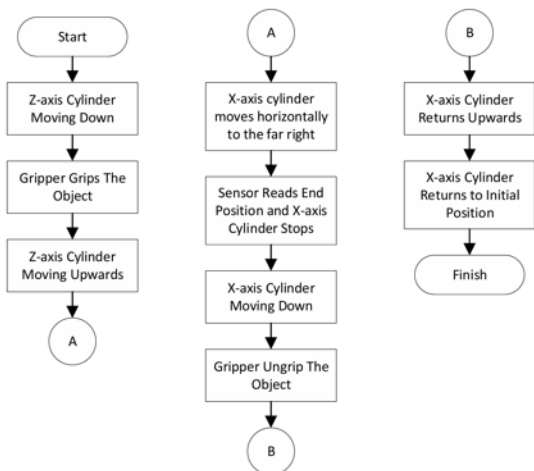 Start
Z-axis Cylinder
Moving Down
Gripper Grips The
Object
Z-axis Cylinder
Moving Upwards
A
A
X-axis cylinder
moves horizontally
to the far right
Sensor Reads End
Position and X-axis
Cylinder Stops
X-axis Cylinder
Moving Down
Gripper Ungrip The
Object
B
B
X-axis Cylinder
Returns Upwards
X-axis Cylinder
Returns to Initial
Position
Finish